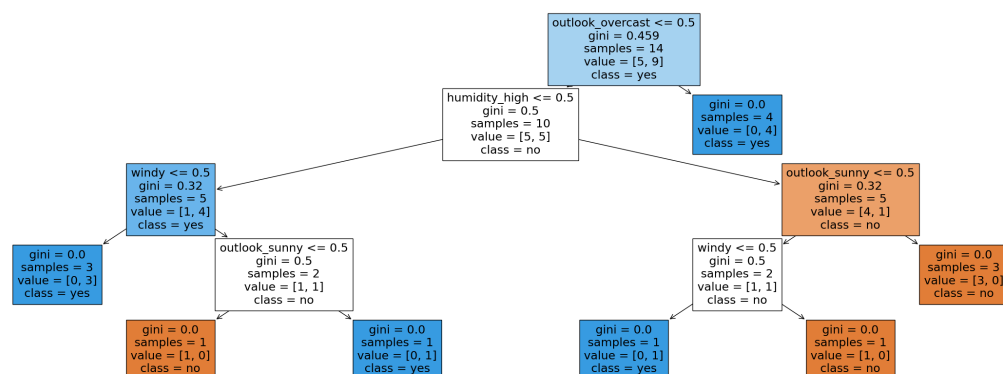 outlook_overcast <= 0.5
gini = 0.459
samples = 14
value = [5, 9]
class = yes
humidity_high <= 0.5
gini = 0.5
samples = 10
value = [5, 5]
class = no
gini = 0.0
samples = 4
value = [0, 4]
class = yes
windy <= 0.5
gini = 0.32
samples = 5
value = [1, 4]
class = yes
outlook_sunny <= 0.5
gini = 0.32
samples = 5
value = [4, 1]
class = no
gini = 0.0
samples = 3
value = [0, 3]
class = yes
outlook_sunny <= 0.5
gini = 0.5
samples = 2
value = [1, 1]
class = no
windy <= 0.5
gini = 0.5
samples = 2
value = [1, 1]
class = no
gini = 0.0
samples = 3
value = [3, 0]
class = no
gini = 0.0
samples = 1
value = [1, 0]
class = no
gini = 0.0
samples = 1
value = [0, 1]
class = yes
gini = 0.0
samples = 1
value = [0, 1]
class = yes
gini = 0.0
samples = 1
value = [1, 0]
class = no